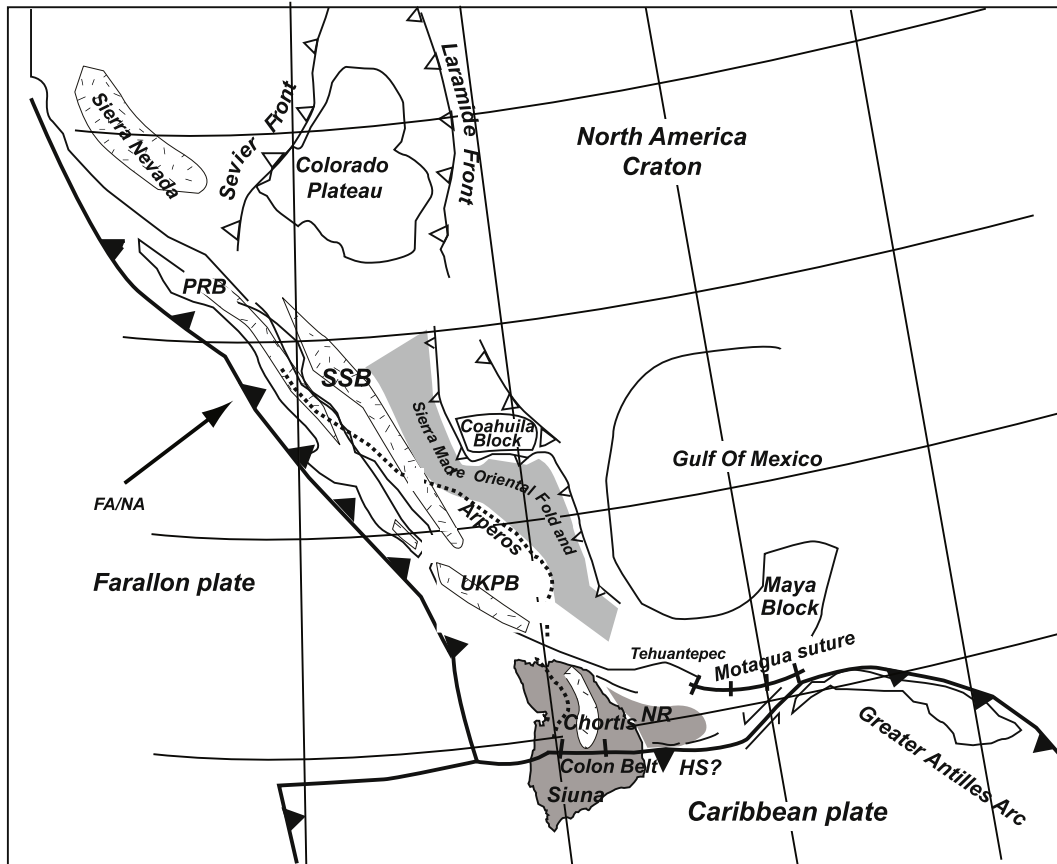 Sierra Nevada
Sevier Front
Laramide Front
Colorado
Plateau
North America
Craton
PRB
SSB
Coahuila
Block
Sierra Madre Oriental Fold and
Gulf Of Mexico
FA/NA
Arperos
Farallon plate
UKPB
Maya
Block
Tehuantepec
Motagua suture
Chortis
NR
Greater Antilles Arc
Colon Belt
HS?
Siuna
Caribbean plate